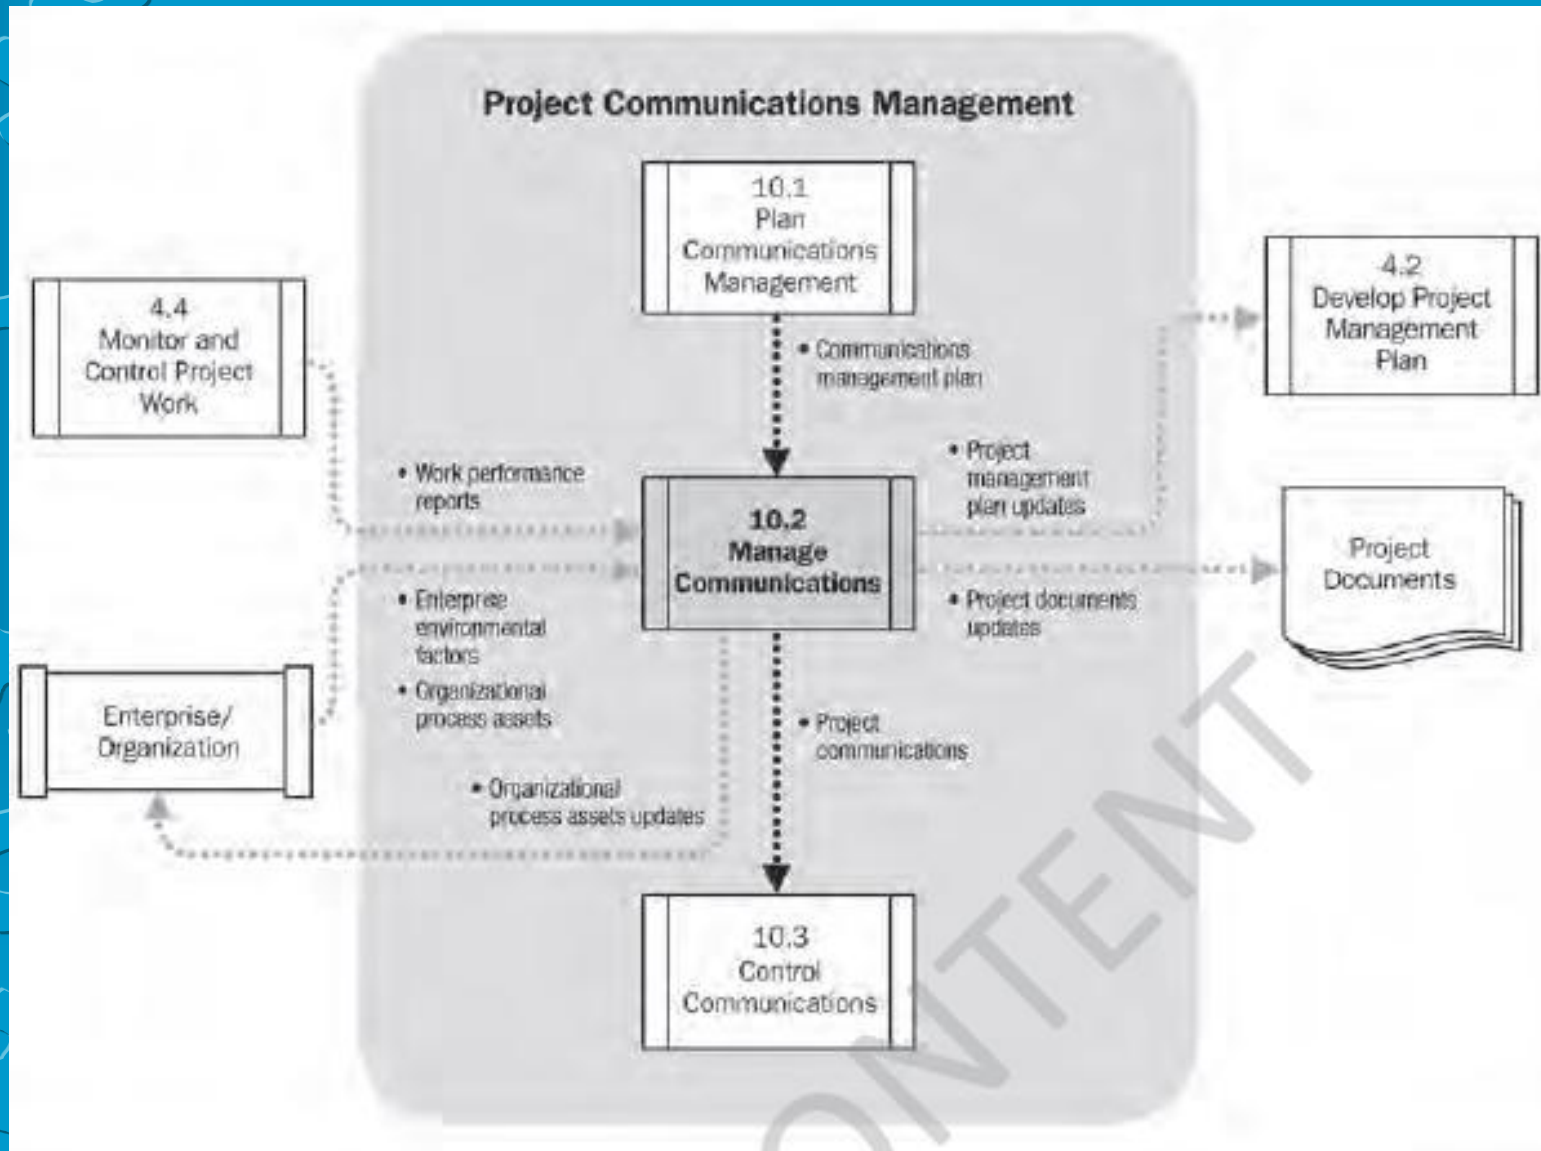 Project Communications Management
10.1
Plan
Communications
Management
4.4
Monitor and
Control Project
Work
4.2
Develop Project
Management
Plan
• Communications
management plan
• Work performance
reports
• Project
management
plan updates
10.2
Manage
Communications
Project
Documents
• Enterprise
environmental
factors
• Organizational
process assets
• Project documents
updates
Enterprise/
Organization
• Project
communications
• Organizational
process assets updates
10.3
Control
Communications
ONTENT